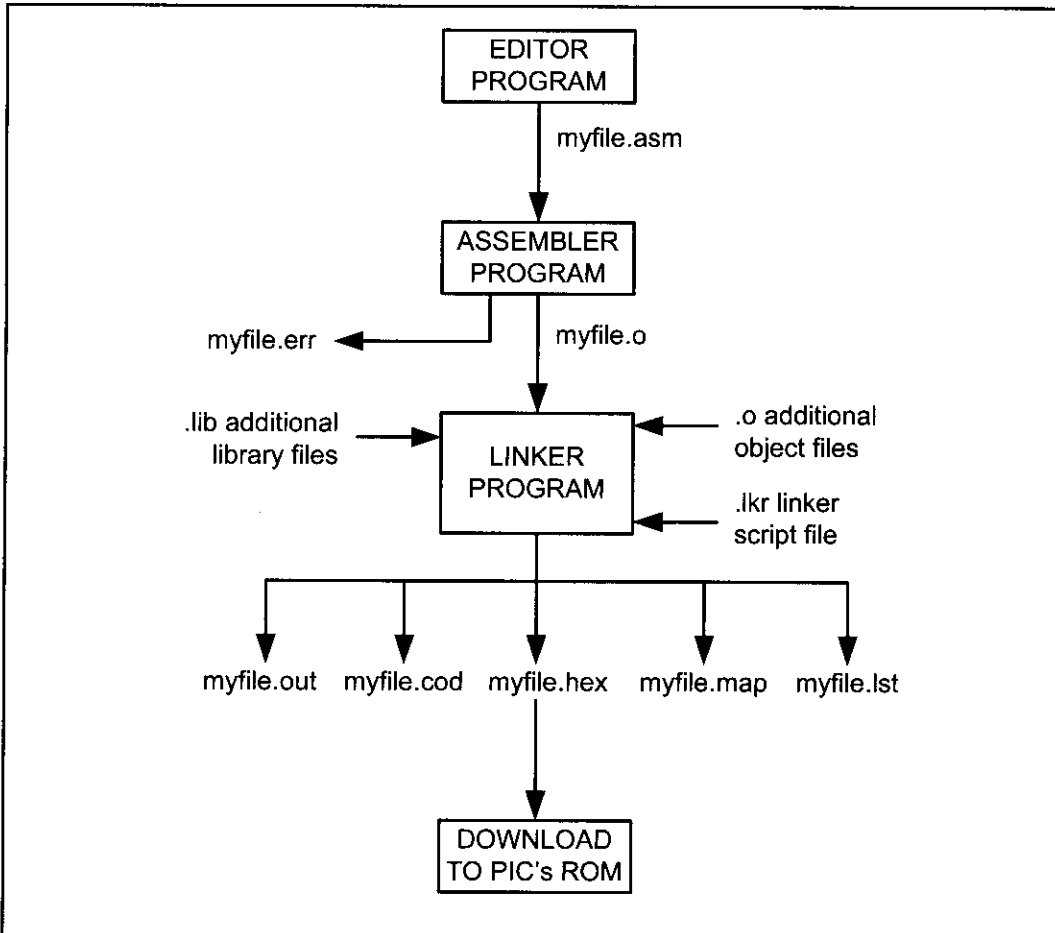 EDITOR
PROGRAM
myfile.asm
ASSEMBLER
PROGRAM
myfile.err
myfile.o
.lib additional
library files
LINKER
PROGRAM
.o additional
object files
.lkr linker
script file
myfile.out
myfile.cod
myfile.hex
myfile.map
myfile.lst
DOWNLOAD
TO PIC's ROM